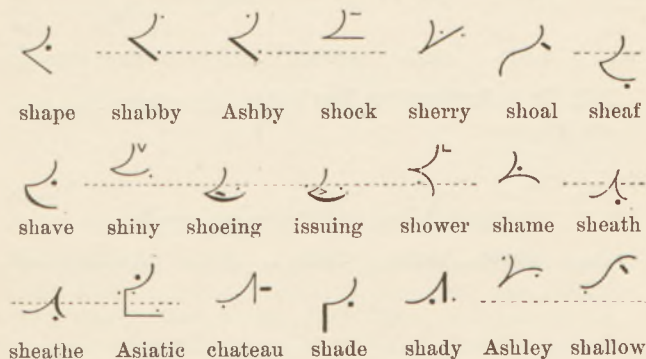 shape shabby Ashby shock sherry shoal sheaf
shave shiny shoeing issuing shower shame sheath
sheathe Asiatic chateau shade shady Ashley shallow